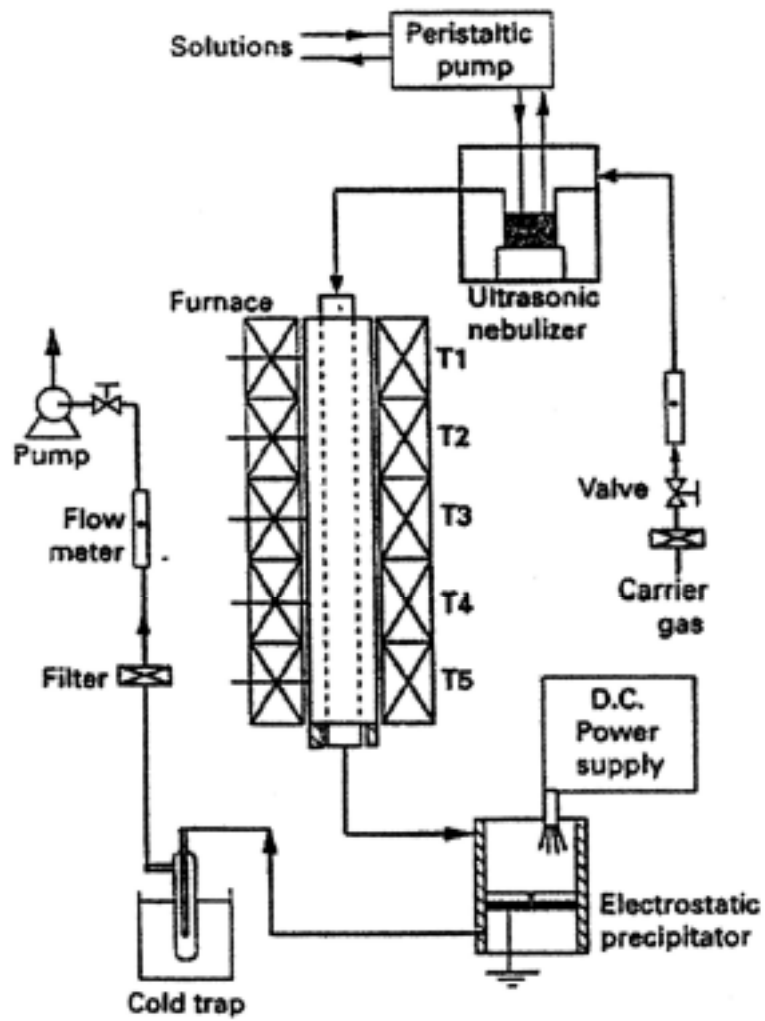 Solutions
Peristaltic
pump
Ultrasonic
nebulizer
Furnace
T1
T2
T3
T4
T5
Pump
Flow
meter
Filter
Valve
Carrier
gas
D.C.
Power
supply
Electrostatic
precipitator
Cold trap